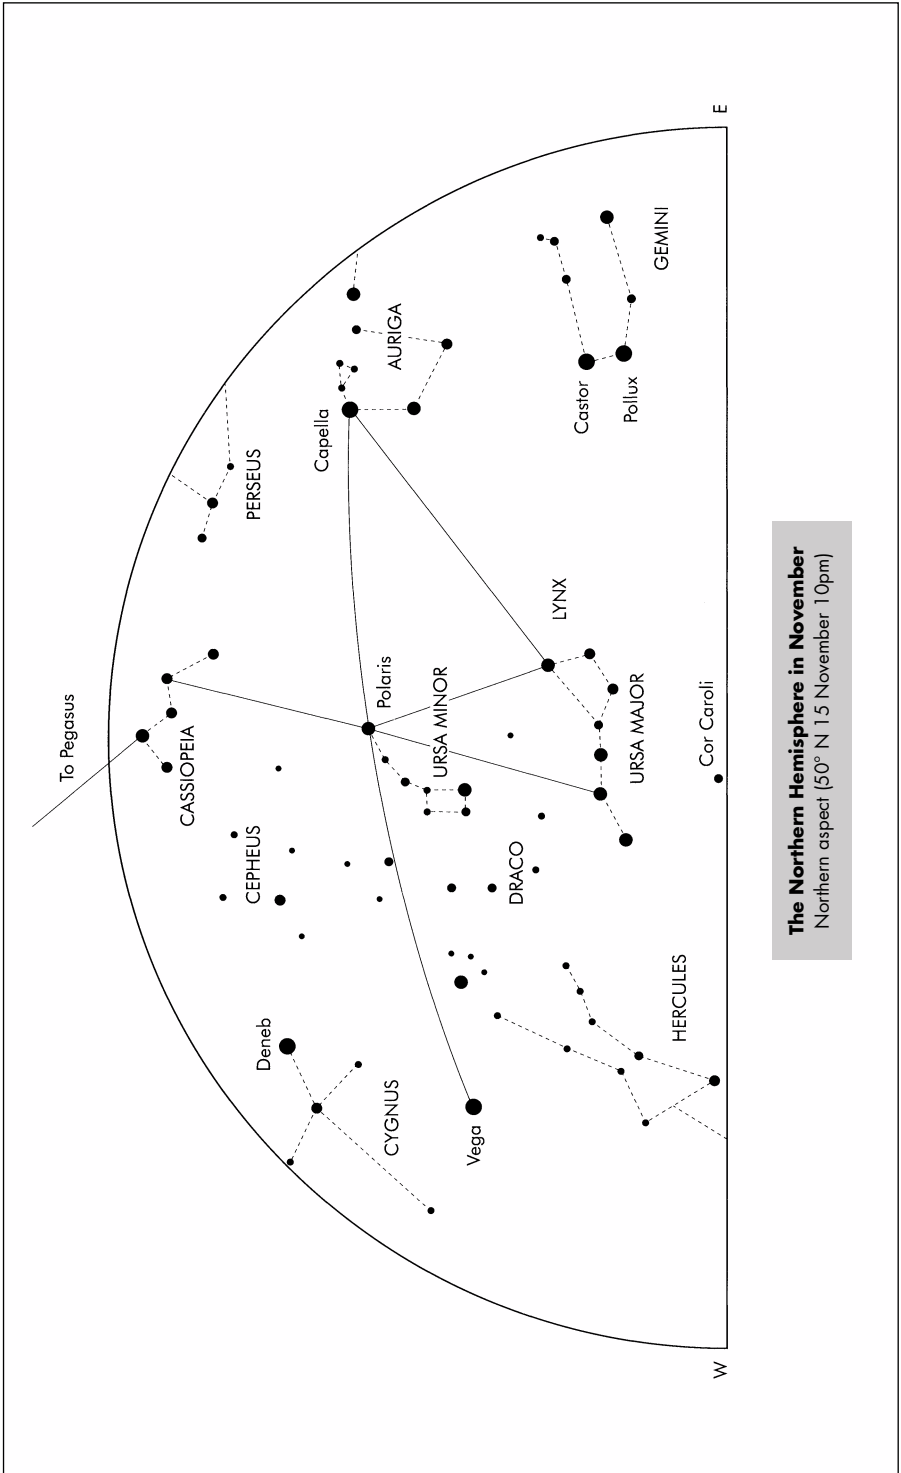 To Pegasus
CASSIOPEIA
PERSEUS
CEPHEUS
Deneb
CYGNUS
Capella
AURIGA
Polaris
URSA MINOR
Vega
DRACO
LYNX
URSA MAJOR
Castor
Pollux
GEMINI
HERCULES
Cor Caroli
W
E
The Northern Hemisphere in November
Northern aspect (50° N 15 November 10pm)